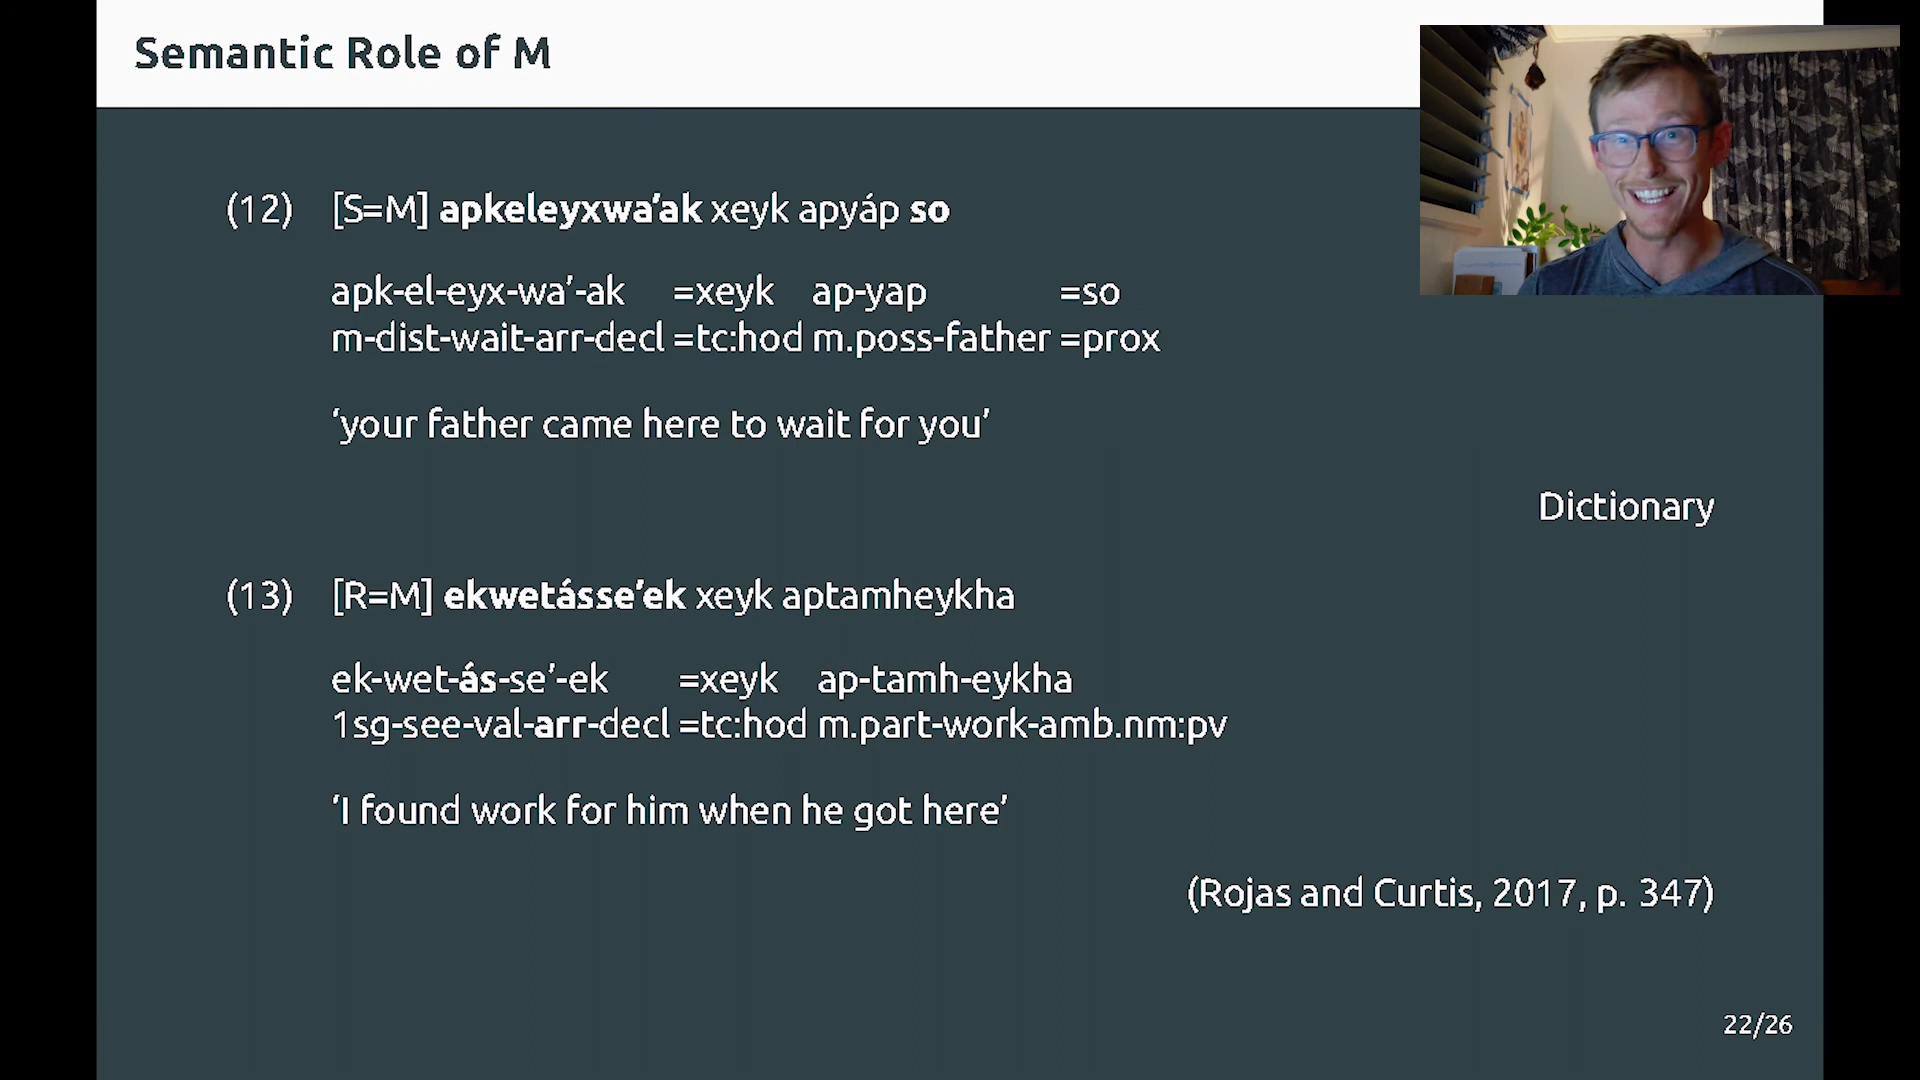 Semantic Role of M
(12) [S=M] apkeleyxwa’ak xeyk apyáp so
apk-el-eyx-wa’-ak =xeyk ap-yap =so
m-dist-wait-arr-decl =tc:hod m.poss-father =prox
‘your father came here to wait for you’
Dictionary
(13) [R=M] ekwetásse’ek xeyk aptamheykha
ek-wet-ás-se’-ek =xeyk ap-tamh-eykha
1sg-see-val-arr-decl =tc:hod m.part-work-amb.nm:pv
‘I found work for him when he got here’
(Rojas and Curtis, 2017, p. 347)
22/26